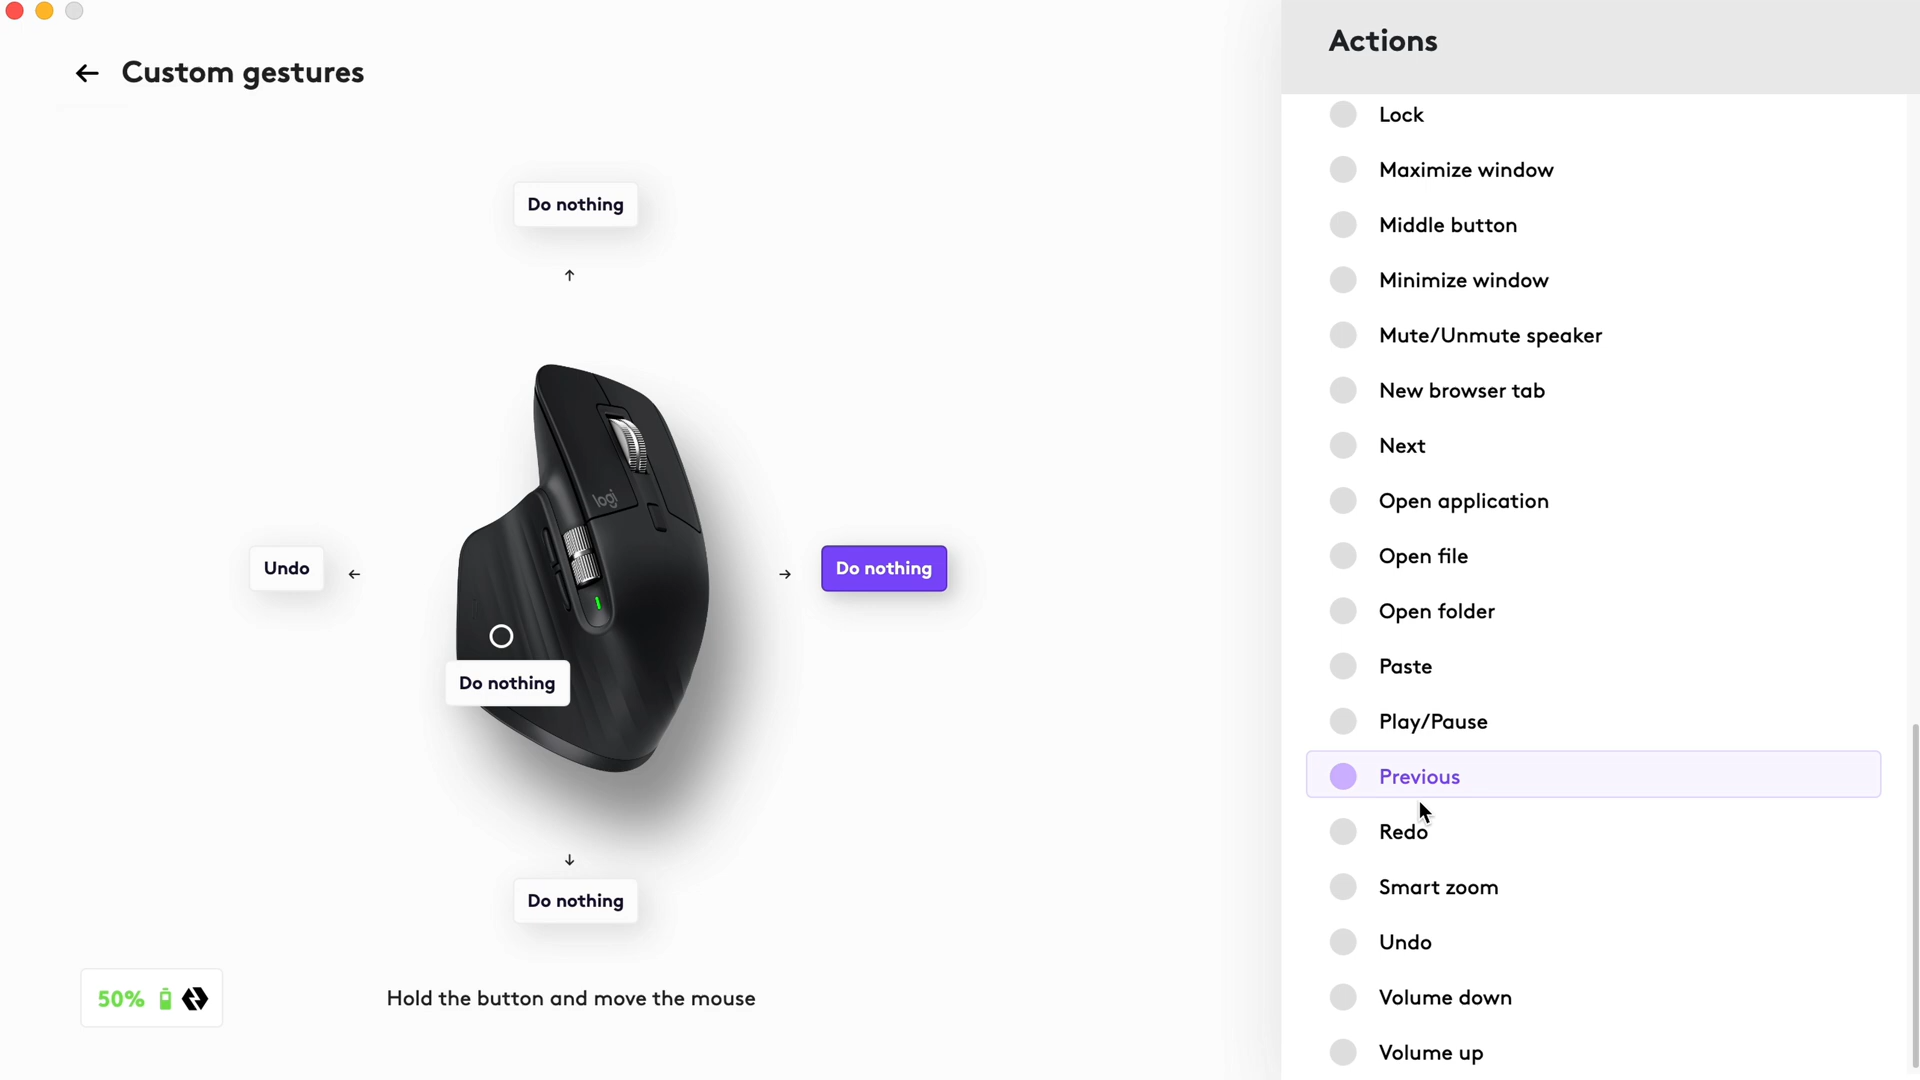 Custom gestures
Do nothing
↑
Undo
←
→
Do nothing
logi
Do nothing
↓
Do nothing
50%
Hold the button and move the mouse
Actions
Lock
Maximize window
Middle button
Minimize window
Mute/Unmute speaker
New browser tab
Next
Open application
Open file
Open folder
Paste
Play/Pause
Previous
Redo
Smart zoom
Undo
Volume down
Volume up